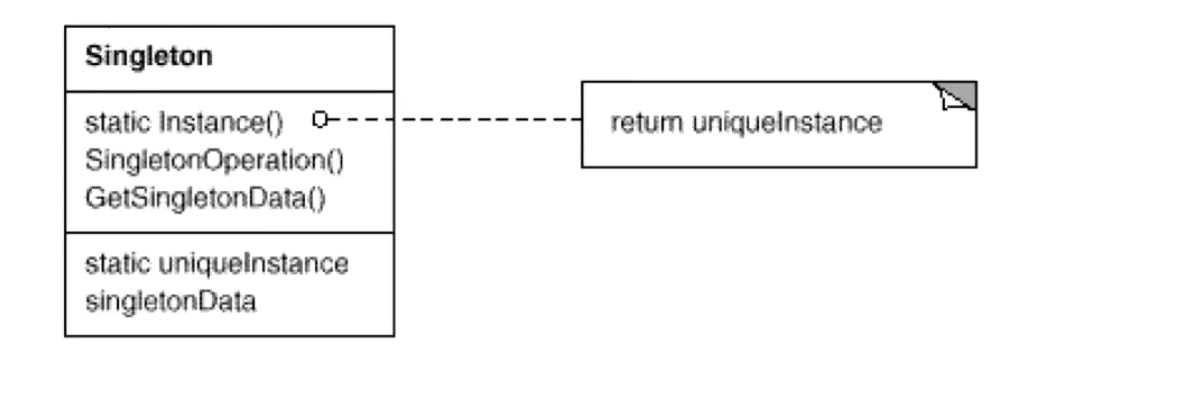 Singleton
static Instance()
SingletonOperation()
GetSingletonData()
static uniqueInstance
singletonData
return uniqueInstance